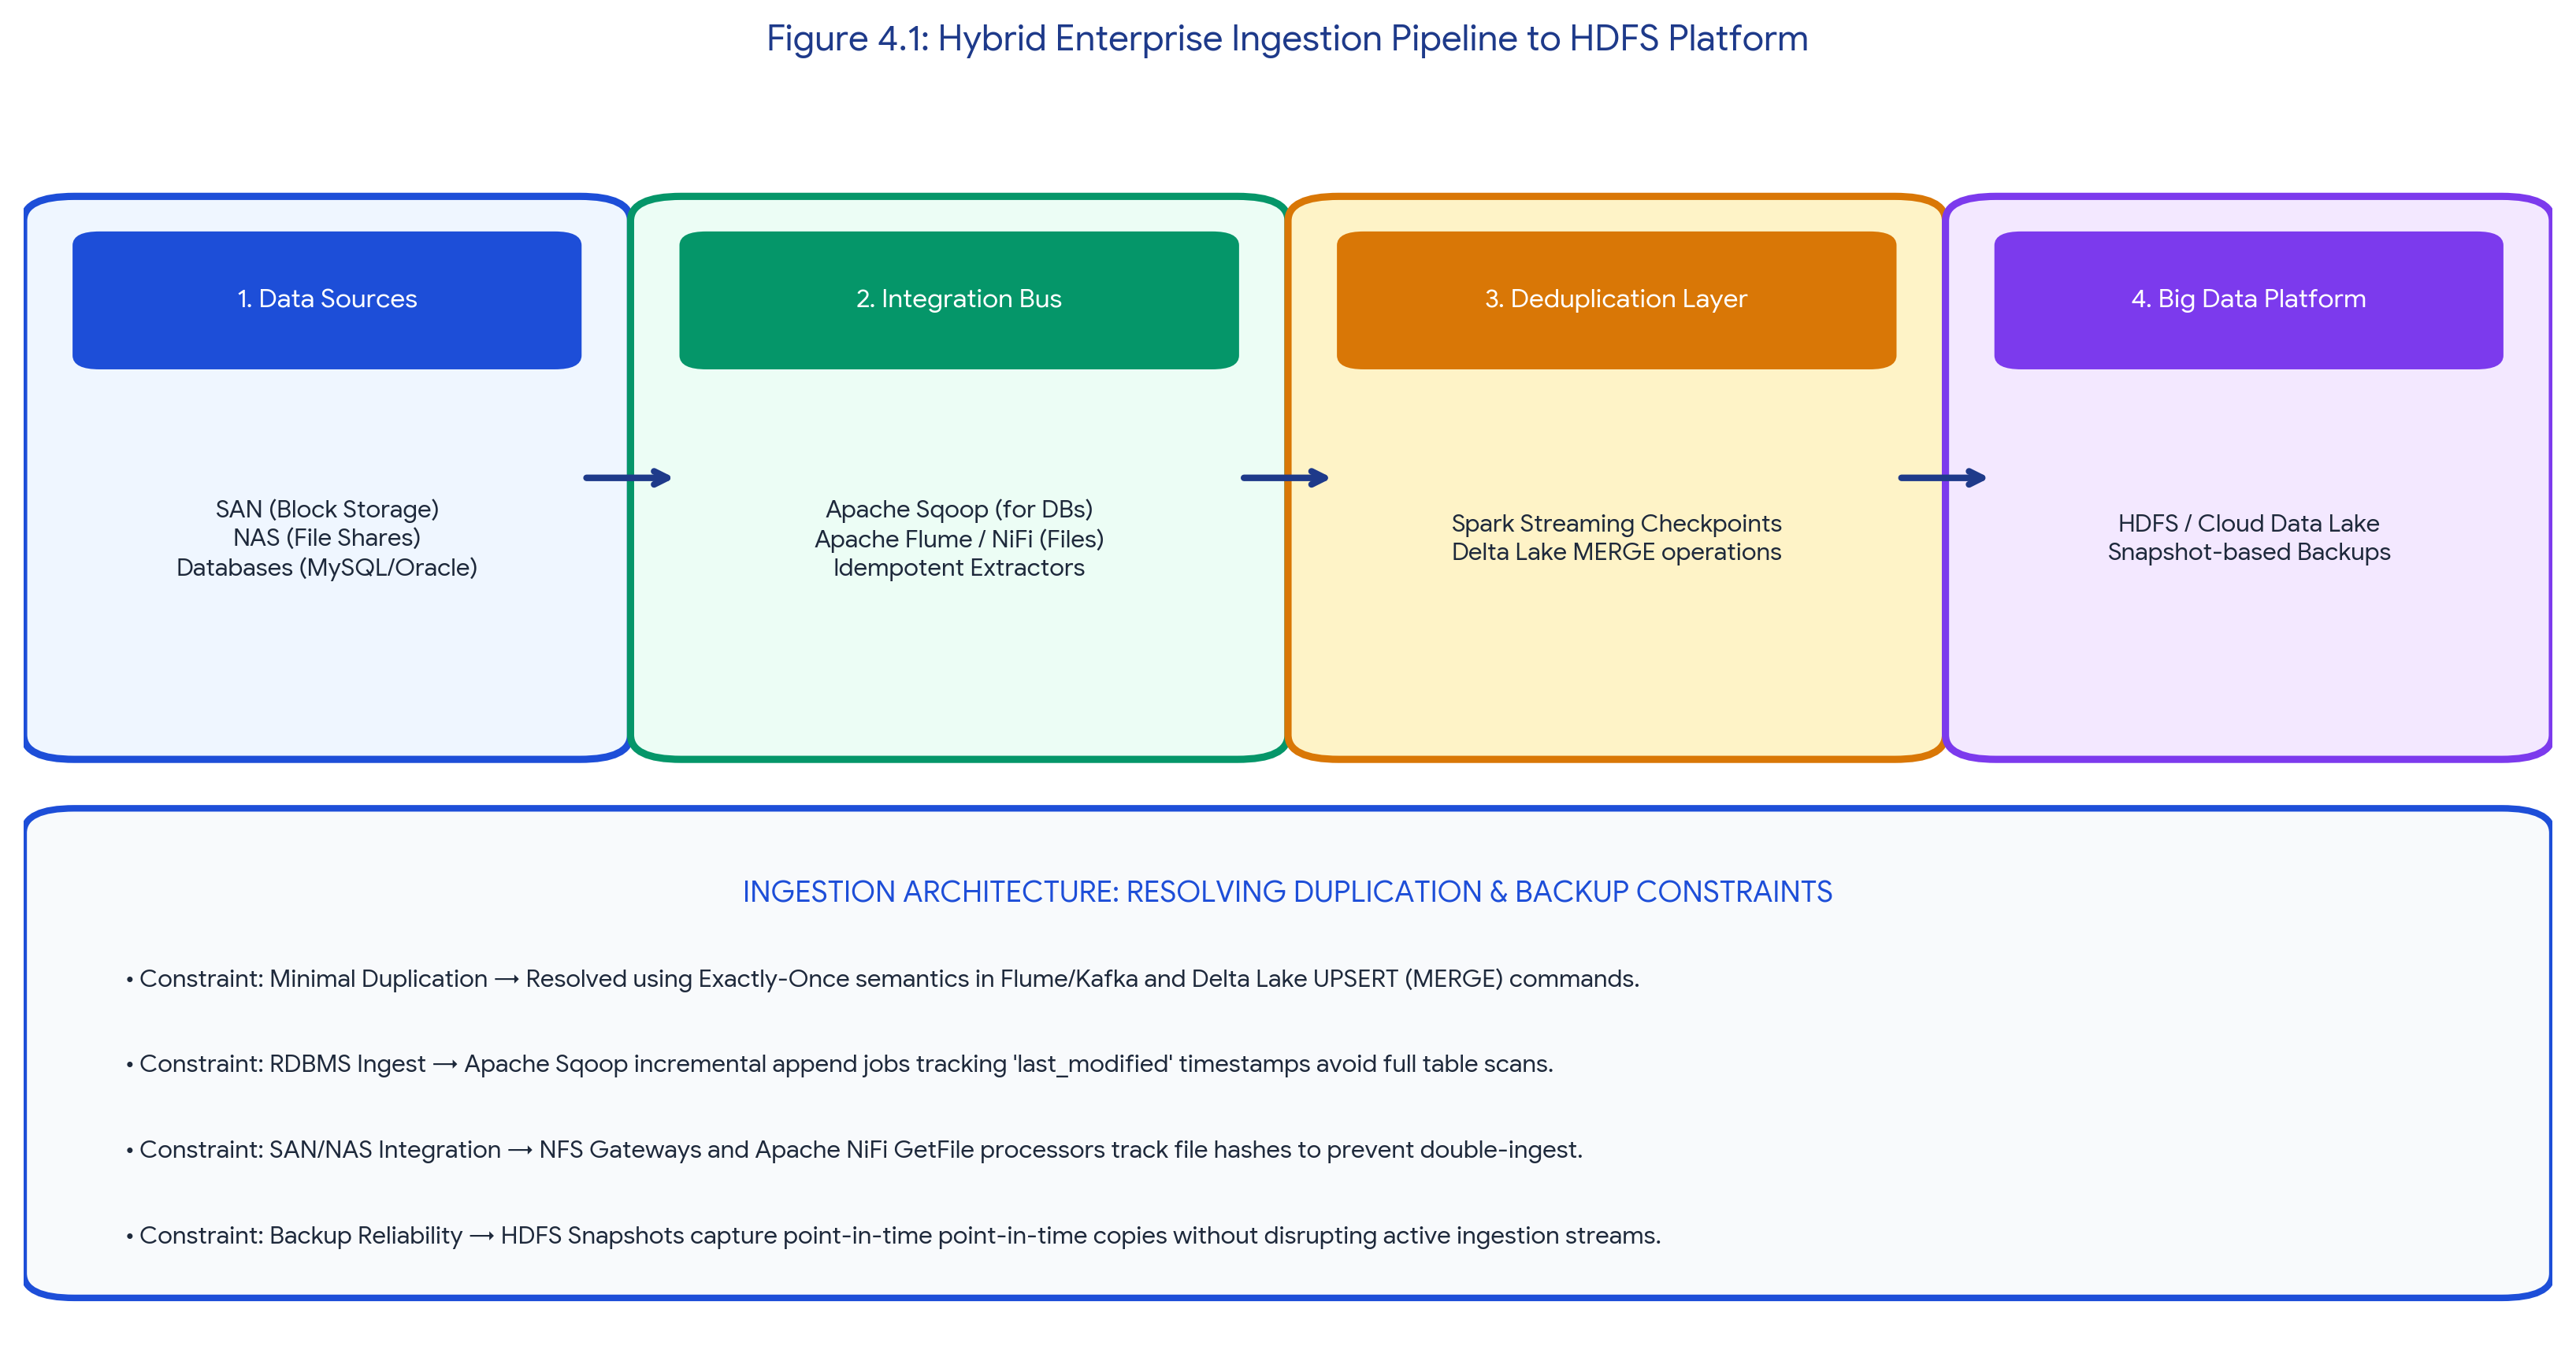 Figure 4.1: Hybrid Enterprise Ingestion Pipeline to HDFS Platform
1. Data Sources
SAN (Block Storage)
NAS (File Shares)
Databases (MySQL/Oracle)
2. Integration Bus
Apache Sqoop (for DBs)
Apache Flume / NiFi (Files)
Idempotent Extractors
3. Deduplication Layer
Spark Streaming Checkpoints
Delta Lake MERGE operations
4. Big Data Platform
HDFS / Cloud Data Lake
Snapshot-based Backups
INGESTION ARCHITECTURE: RESOLVING DUPLICATION & BACKUP CONSTRAINTS
• Constraint: Minimal Duplication → Resolved using Exactly-Once semantics in Flume/Kafka and Delta Lake UPSERT (MERGE) commands.
• Constraint: RDBMS Ingest → Apache Sqoop incremental append jobs tracking 'last_modified' timestamps avoid full table scans.
• Constraint: SAN/NAS Integration → NFS Gateways and Apache NiFi GetFile processors track file hashes to prevent double-ingest.
• Constraint: Backup Reliability → HDFS Snapshots capture point-in-time point-in-time copies without disrupting active ingestion streams.